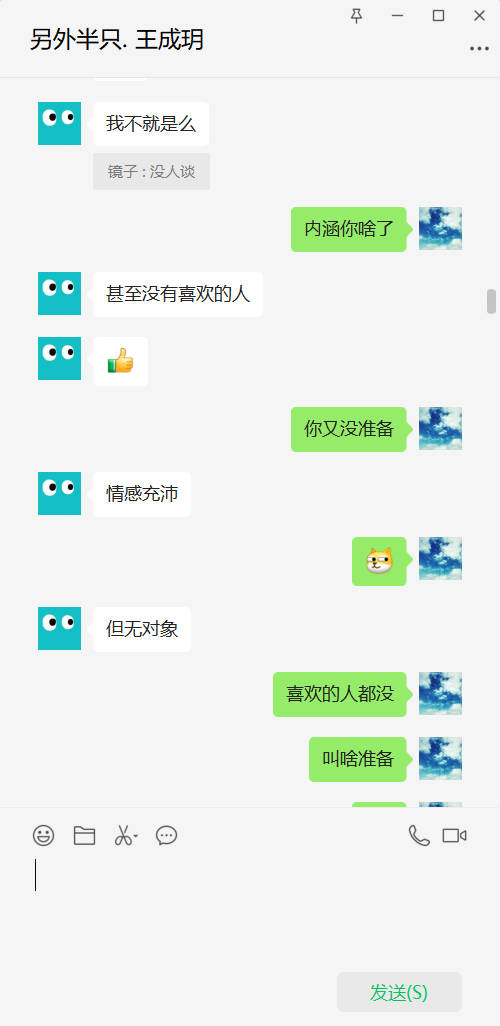 另外半只. 王成玥
我不就是么
镜子 : 没人谈
内涵你啥了
甚至没有喜欢的人
你又没准备
情感充沛
但无对象
喜欢的人都没
叫啥准备
发送(S)